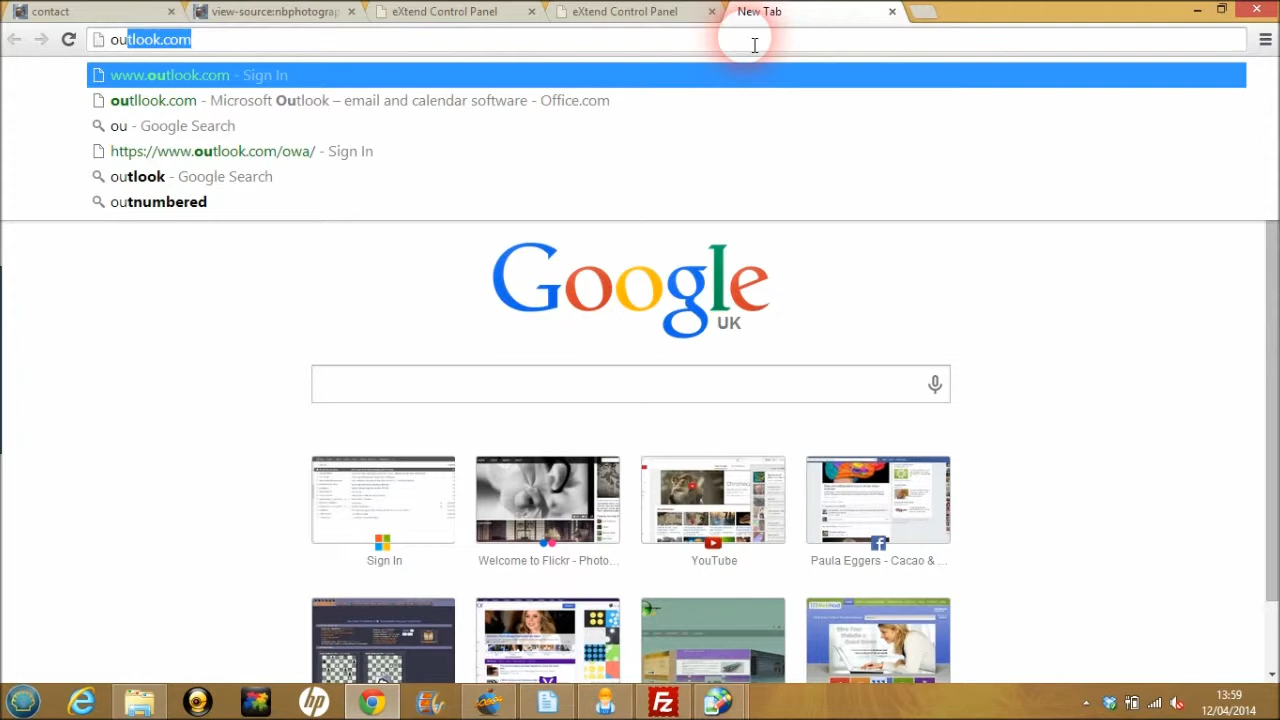 contact
view-source:nbphotograp
eXtend Control Panel
eXtend Control Panel
New Tab
outlook.com
www.outlook.com - Sign In
outllook.com - Microsoft Outlook – email and calendar software - Office.com
ou - Google Search
https://www.outlook.com/owa/ - Sign In
outlook - Google Search
outnumbered
Google
UK
Sign In
Welcome to Flickr - Photo...
YouTube
Paula Eggers - Cacao & ...
hp
Fz
13:59
12/04/2014